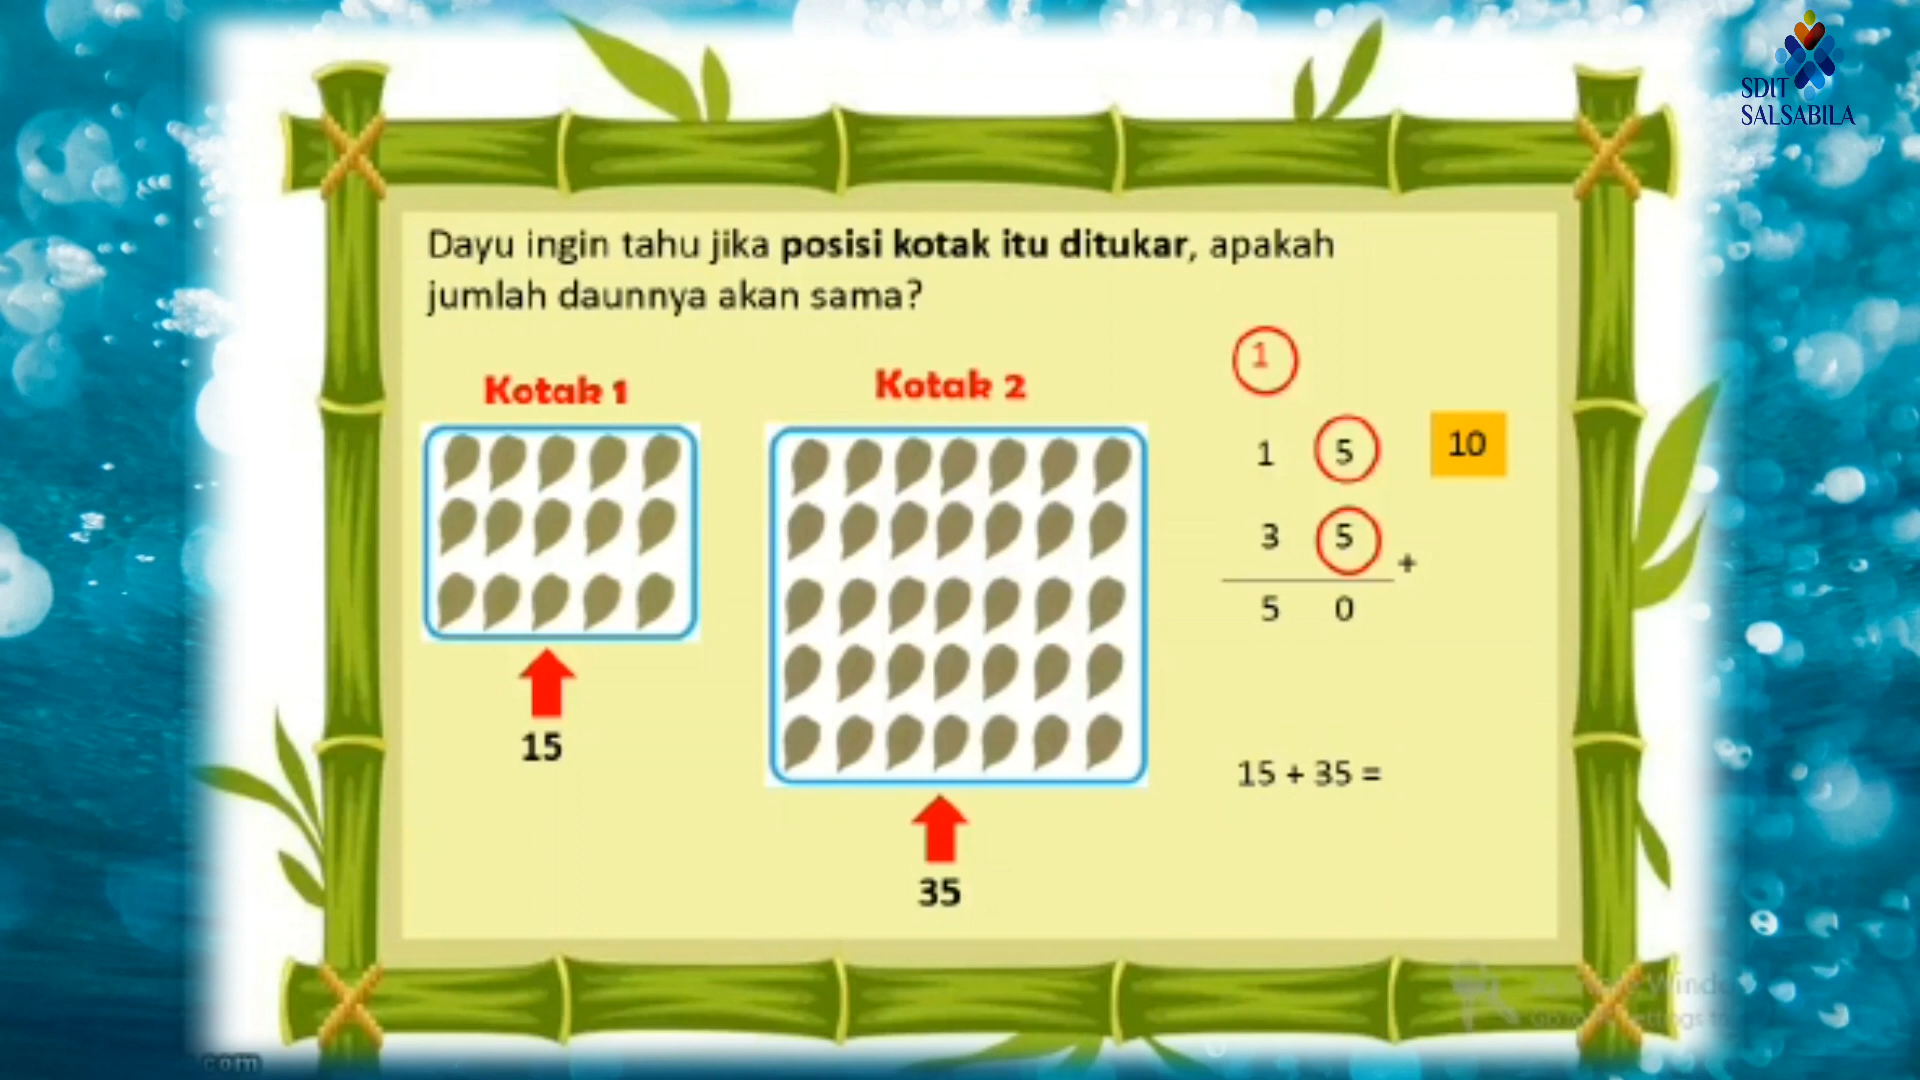 SDIT
SALSABILA
Dayu ingin tahu jika posisi kotak itu ditukar, apakah
jumlah daunnya akan sama?
Kotak 1
Kotak 2
15
35
1
1 5
3 5
+
5 0
10
15 + 35 =
com